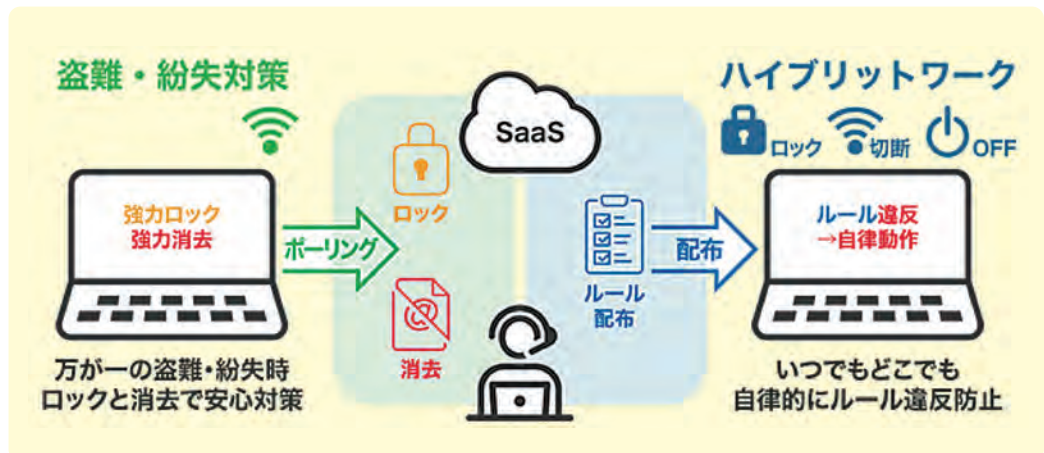 盗難・紛失対策
強力ロック
強力消去
ポーリング
万が一の盗難・紛失時
ロックと消去で安心対策
SaaS
ロック
消去
ルール
配布
配布
ハイブリットワーク
ロック
切断
OFF
ルール違反
→自律動作
いつでもどこでも
自律的にルール違反防止